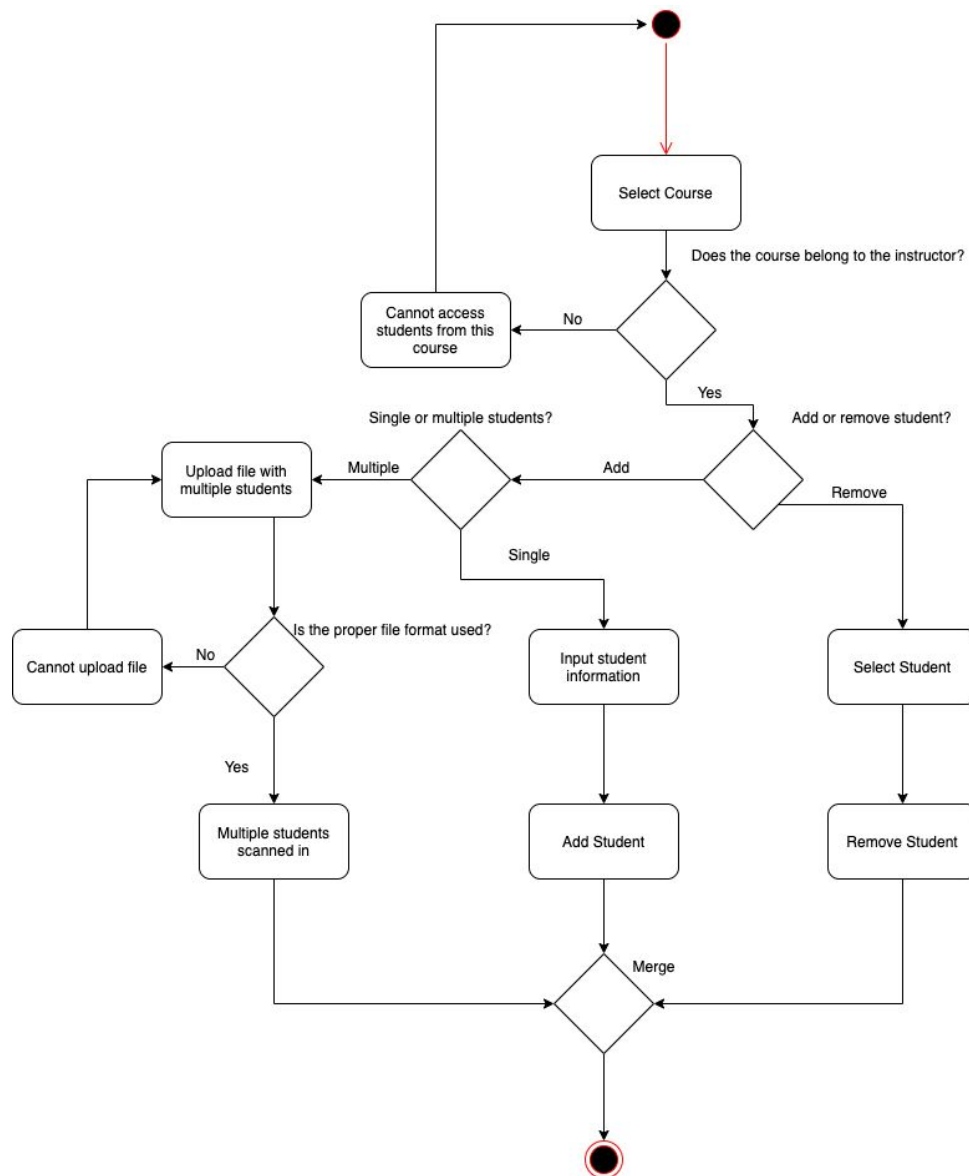 Select Course
Does the course belong to the instructor?
Cannot access
students from this
course
No
Yes
Single or multiple students?
Add or remove student?
Upload file with
multiple students
Multiple
Add
Remove
Single
Is the proper file format used?
Cannot upload file
No
Input student
information
Select Student
Yes
Multiple students
scanned in
Add Student
Remove Student
Merge